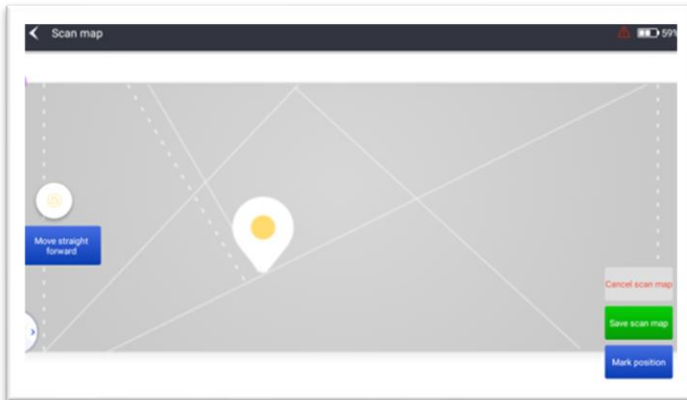 Scan map
59%
Move straight
forward
Cancel scan map
Save scan map
Mark position